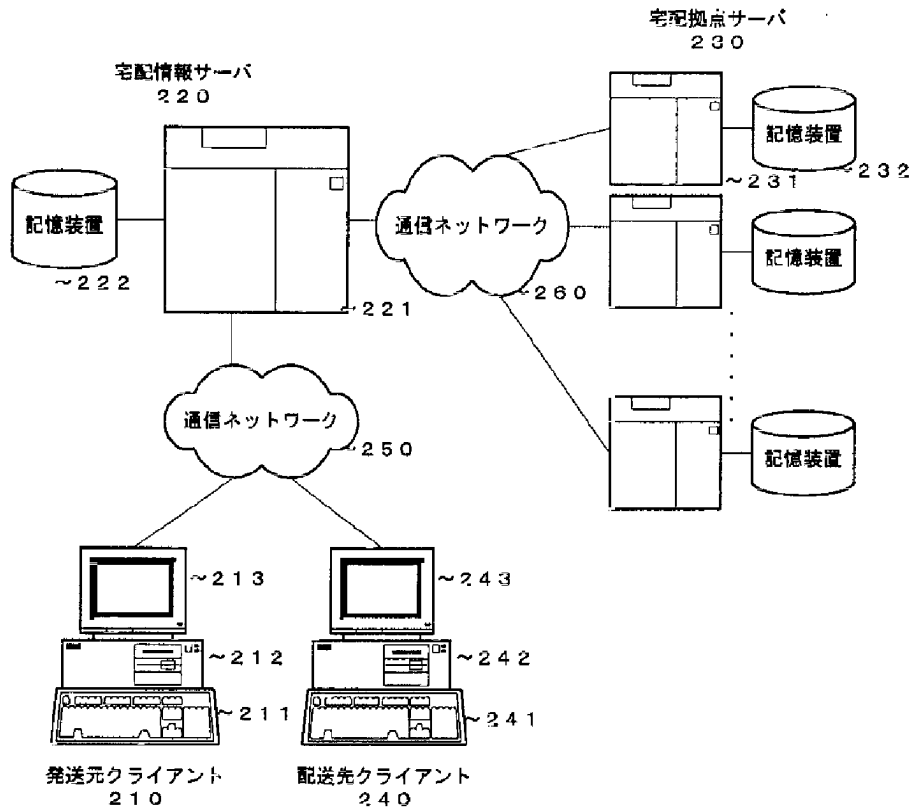 宅配拠点サーバ
230
宅配情報サーバ
220
記憶装置
~231
~232
記憶装置
~222
通信ネットワーク
~260
記憶装置
~221
通信ネットワーク
~250
記憶装置
~213
~243
~212
~242
~211
~241
発送元クライアント
210
配送先クライアント
240